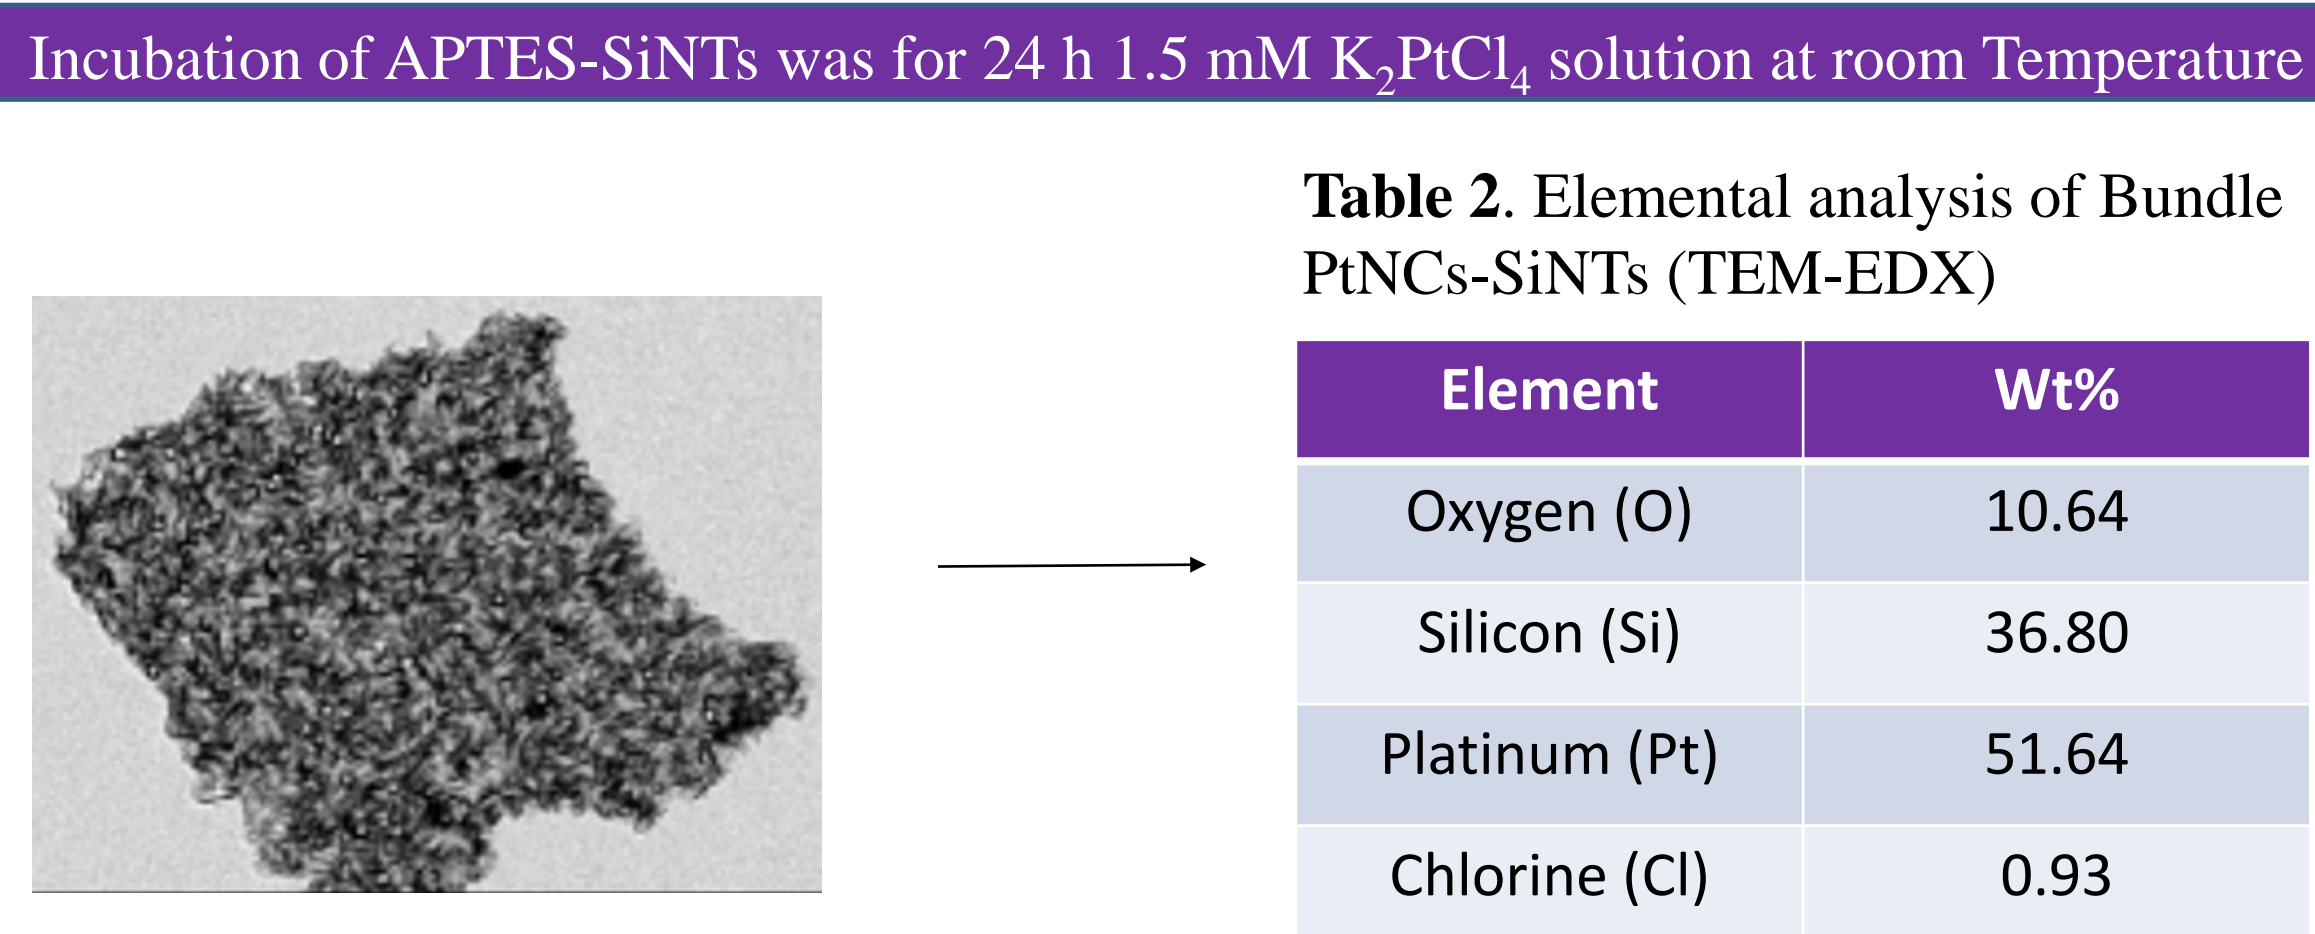 Incubation of APTES-SiNTs was for 24 h 1.5 mM K₂PtCl₄ solution at room Temperature
Table 2. Elemental analysis of Bundle
PtNCs-SiNTs (TEM-EDX)
Element Wt%
Oxygen (O) 10.64
Silicon (Si) 36.80
Platinum (Pt) 51.64
Chlorine (Cl) 0.93